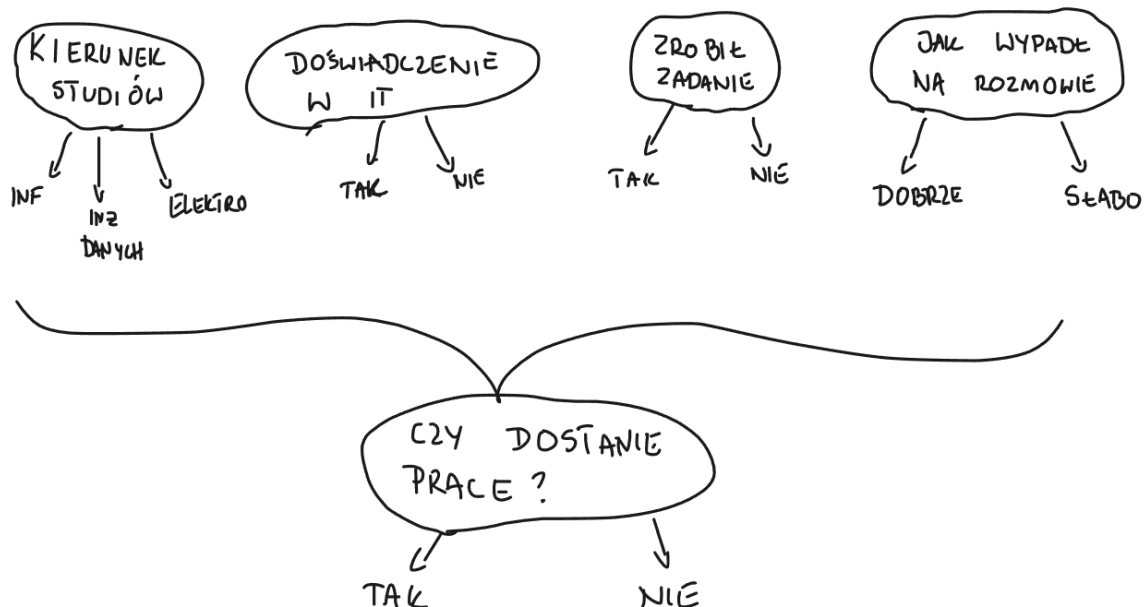 KIERUNEK
STUDIÓW
INF
INŻ
DANYCH
ELEKTRO
DOŚWIADCZENIE
W IT
TAK
NIE
ZROBIŁ
ZADANIE
TAK
NIE
JAK WYPADŁ
NA ROZMOWIE
DOBRZE
SŁABO
CZY DOSTANIE
PRACE?
TAK
NIE